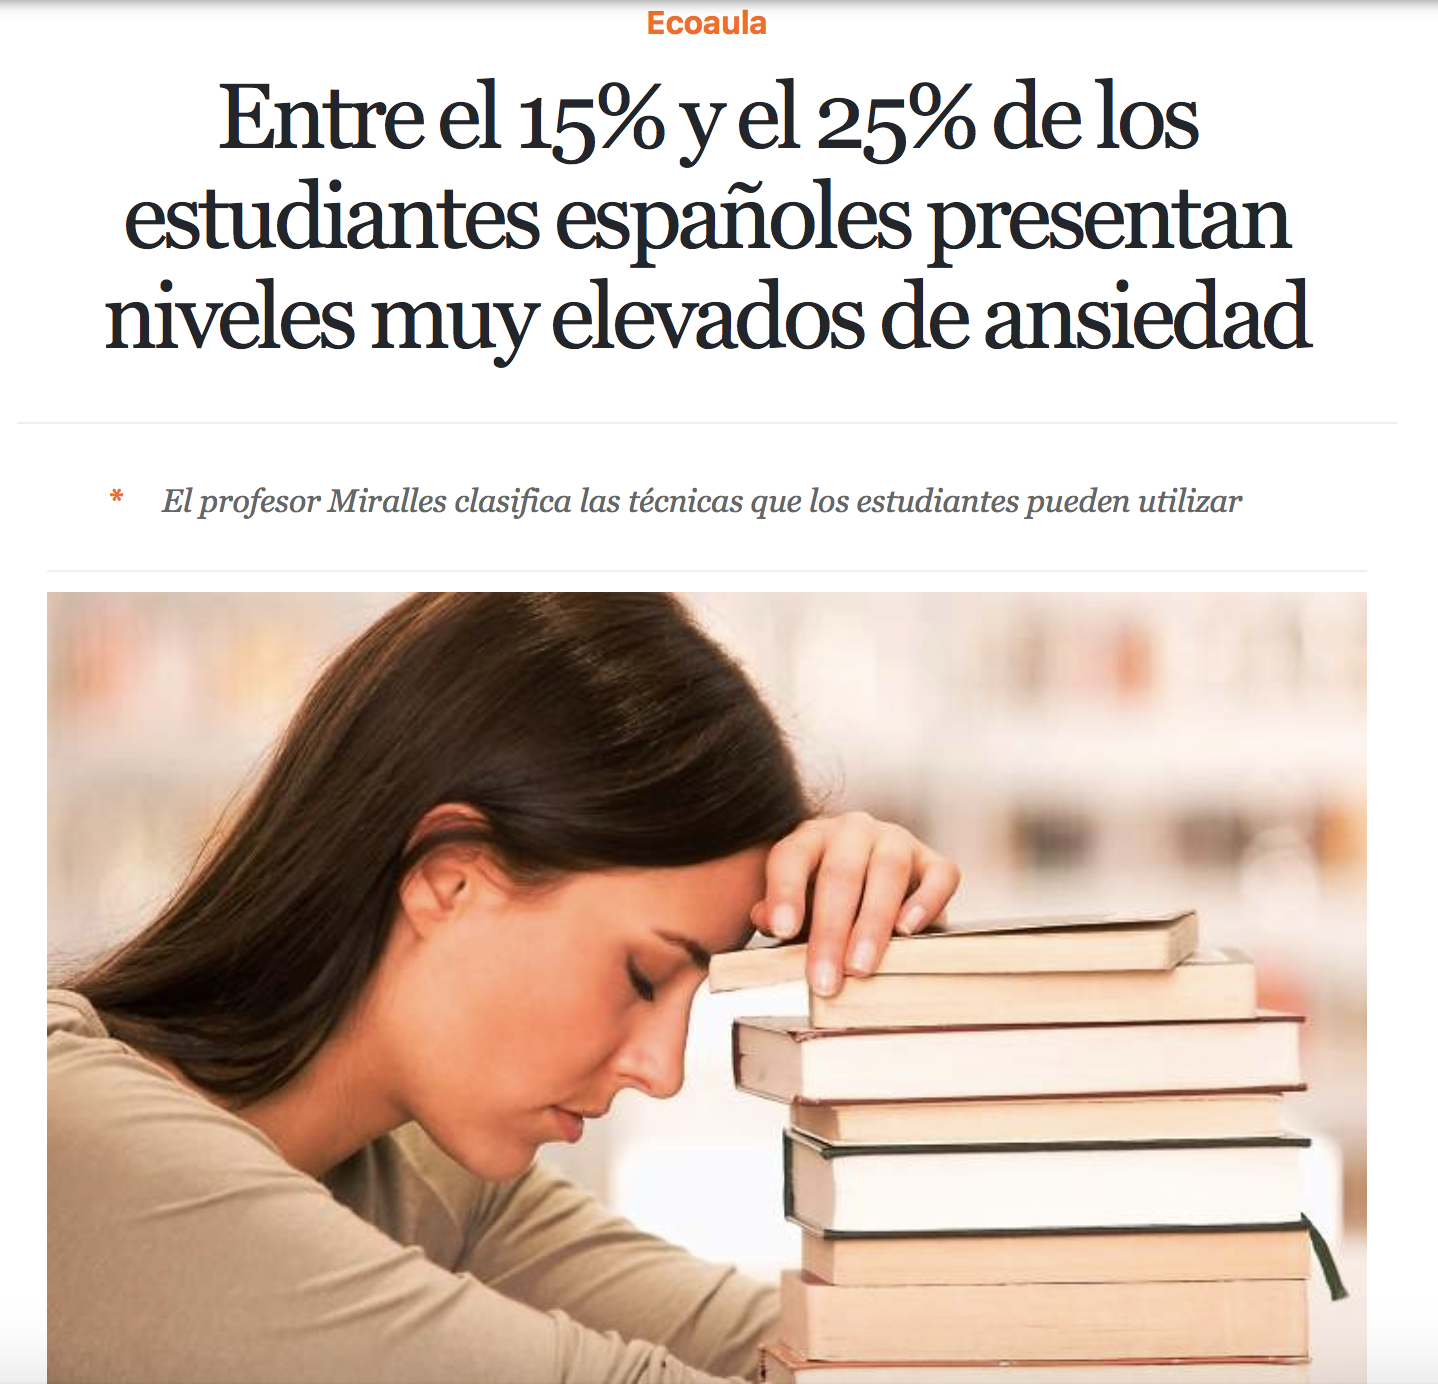 Ecoaula
Entre el 15% y el 25% de los
estudiantes españoles presentan
niveles muy elevados de ansiedad
* El profesor Miralles clasifica las técnicas que los estudiantes pueden utilizar